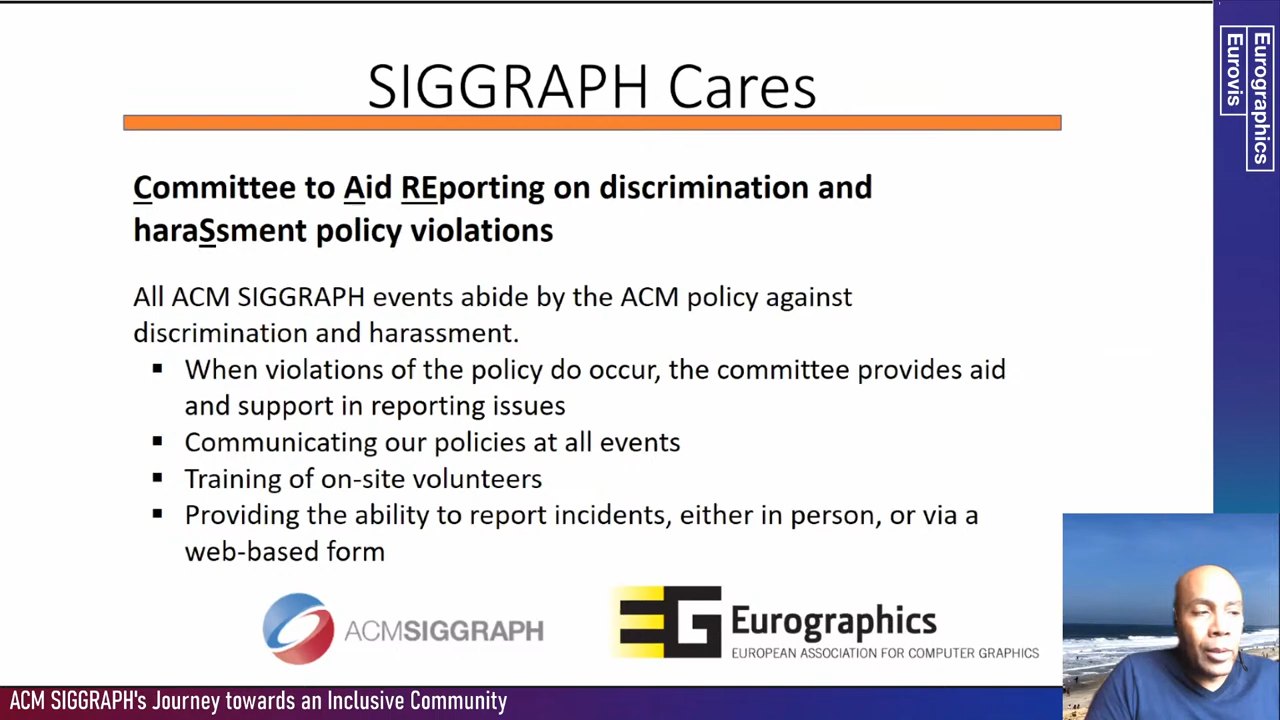 SIGGRAPH Cares
Committee to Aid REporting on discrimination and
haraSsment policy violations
All ACM SIGGRAPH events abide by the ACM policy against
discrimination and harassment.
▪ When violations of the policy do occur, the committee provides aid
and support in reporting issues
▪ Communicating our policies at all events
▪ Training of on-site volunteers
▪ Providing the ability to report incidents, either in person, or via a
web-based form
ACMSIGGRAPH
EG Eurographics
EUROPEAN ASSOCIATION FOR COMPUTER GRAPHICS
Eurographics
Eurovis
ACM SIGGRAPH's Journey towards an Inclusive Community